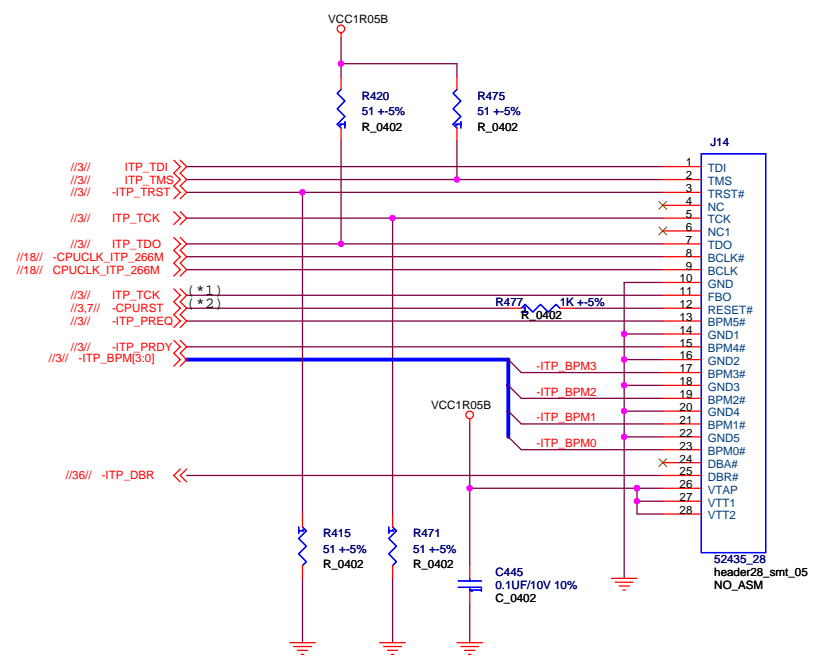 VCC1R05B
R420
51 +-5%
R_0402
R475
51 +-5%
R_0402
J14
//3// ITP_TDI 1 TDI
//3// ITP_TMS 2 TMS
//3// -ITP_TRST 3 TRST#
4 NC
//3// ITP_TCK 5 TCK
6 NC1
//3// ITP_TDO 7 TDO
//18// -CPUCLK_ITP_266M 8 BCLK#
//18// CPUCLK_ITP_266M 9 BCLK
10 GND
//3// ITP_TCK (*1) 11 FBO
//3,7// -CPURST (*2) R477 1K +-5% 12 RESET#
R_0402
//3// -ITP_PREQ 13 BPM5#
14 GND1
//3// -ITP_PRDY 15 BPM4#
//3// -ITP_BPM[3:0] 16 GND2
-ITP_BPM3 17 BPM3#
18 GND3
-ITP_BPM2 19 BPM2#
VCC1R05B
20 GND4
-ITP_BPM1 21 BPM1#
22 GND5
-ITP_BPM0 23 BPM0#
24 DBA#
//36// -ITP_DBR 25 DBR#
26 VTAP
27 VTT1
28 VTT2
R415
51 +-5%
R_0402
R471
51 +-5%
R_0402
C445
0.1UF/10V 10%
C_0402
52435_28
header28_smt_05
NO_ASM